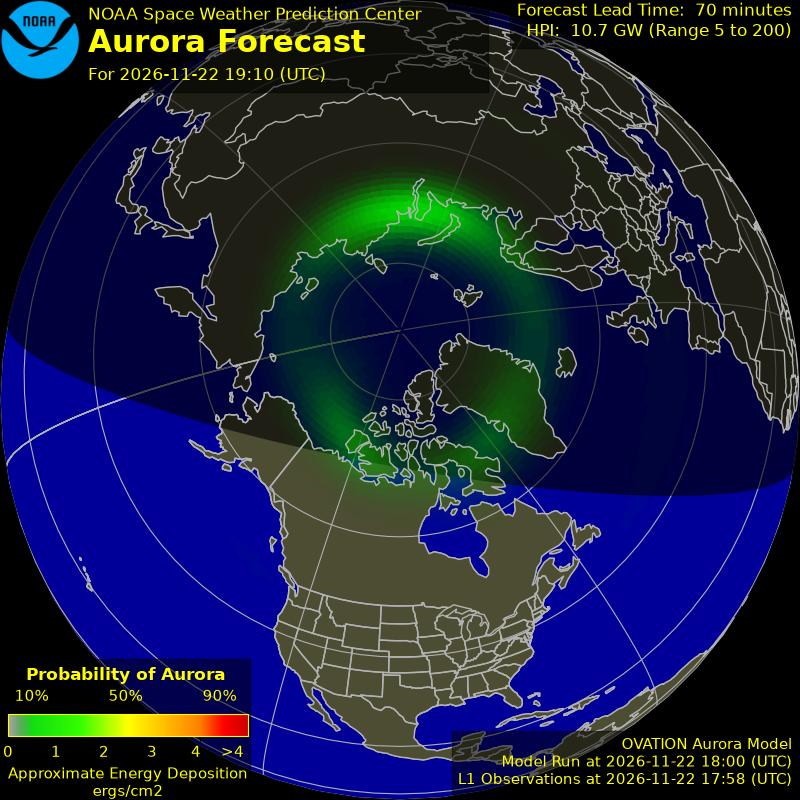 NOAA
NOAA Space Weather Prediction Center
Aurora Forecast
For 2026-11-22 19:10 (UTC)
Forecast Lead Time: 70 minutes
HPI: 10.7 GW (Range 5 to 200)
Probability of Aurora
10% 50% 90%
0 1 2 3 4 >4
Approximate Energy Deposition
ergs/cm2
OVATION Aurora Model
Model Run at 2026-11-22 18:00 (UTC)
L1 Observations at 2026-11-22 17:58 (UTC)